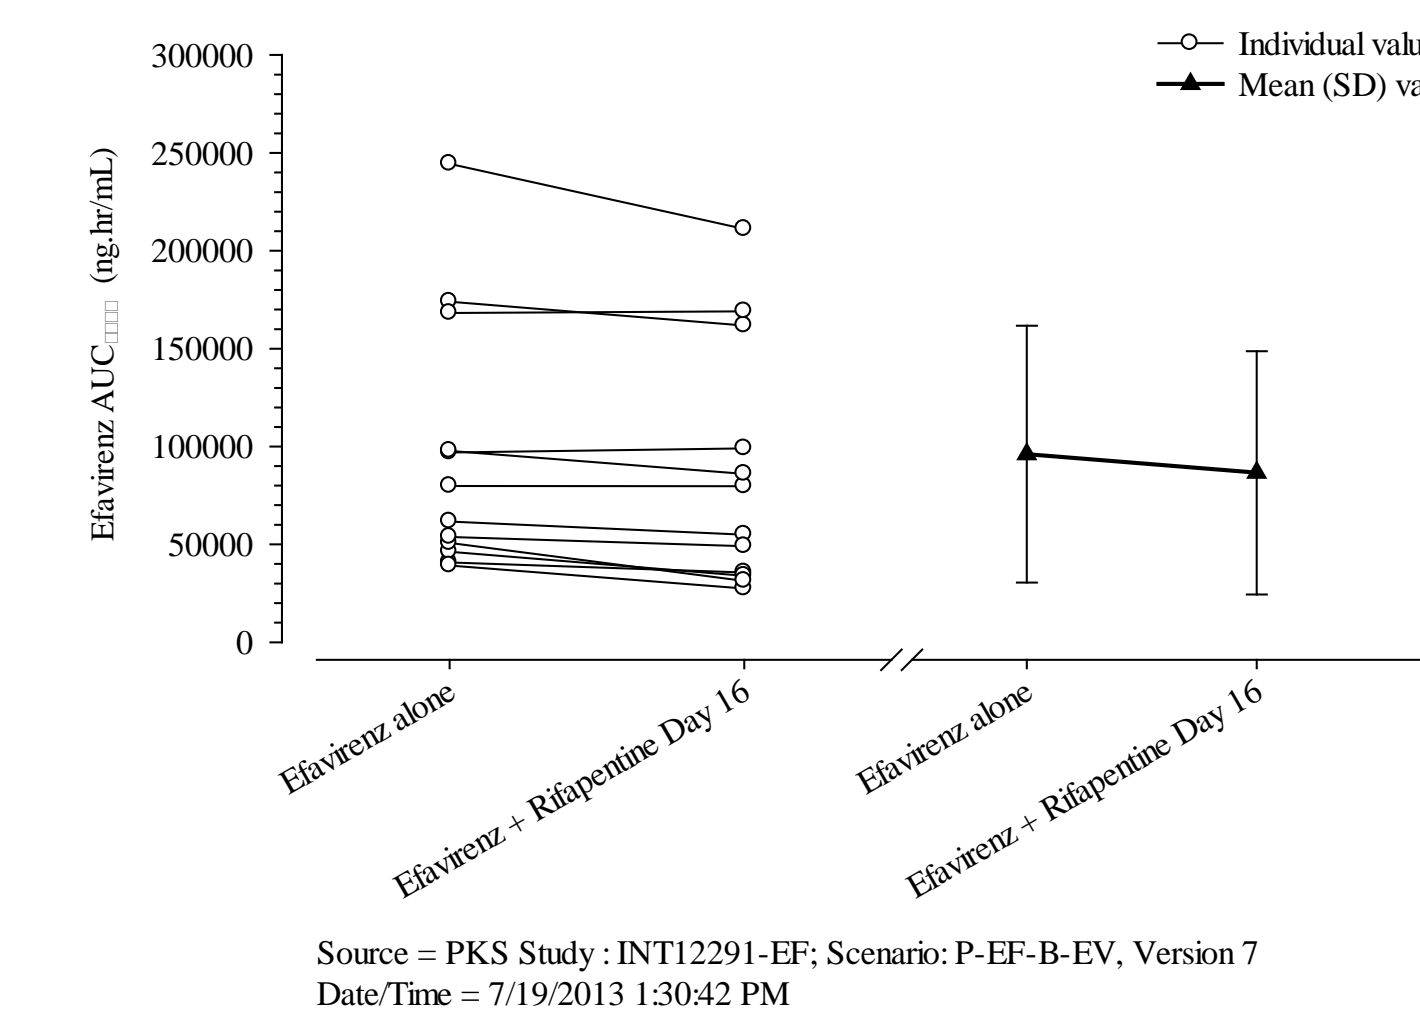 Individual valu
Mean (SD) va
300000
250000
200000
150000
100000
50000
0
Efavirenz AUC□□□□ (ng.hr/mL)
Efavirenz alone
Efavirenz + Rifapentine Day 16
Efavirenz alone
Efavirenz + Rifapentine Day 16
Source = PKS Study : INT12291-EF; Scenario: P-EF-B-EV, Version 7
Date/Time = 7/19/2013 1:30:42 PM